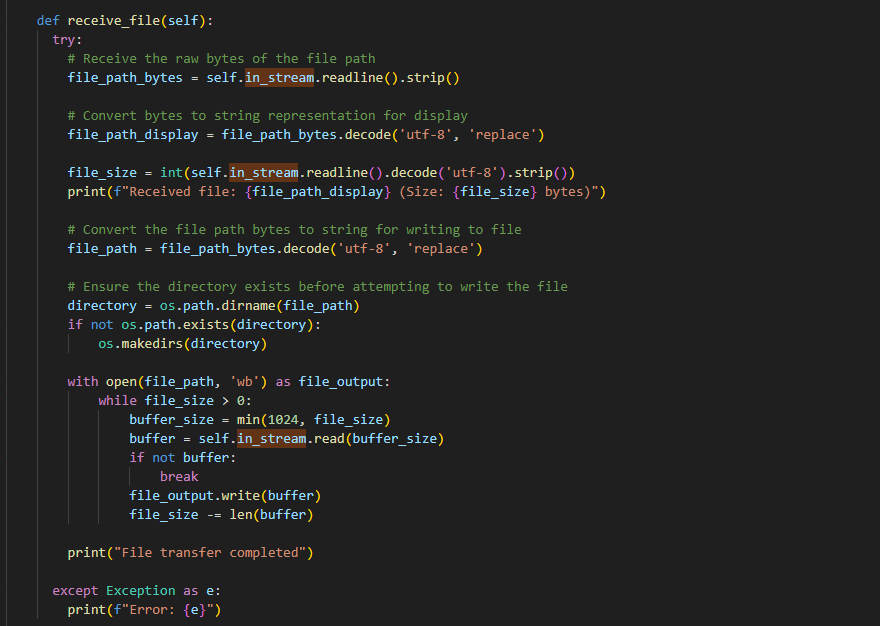 def receive_file(self):
try:
# Receive the raw bytes of the file path
file_path_bytes = self.in_stream.readline().strip()
# Convert bytes to string representation for display
file_path_display = file_path_bytes.decode('utf-8', 'replace')
file_size = int(self.in_stream.readline().decode('utf-8').strip())
print(f"Received file: {file_path_display} (Size: {file_size} bytes)")
# Convert the file path bytes to string for writing to file
file_path = file_path_bytes.decode('utf-8', 'replace')
# Ensure the directory exists before attempting to write the file
directory = os.path.dirname(file_path)
if not os.path.exists(directory):
os.makedirs(directory)
with open(file_path, 'wb') as file_output:
while file_size > 0:
buffer_size = min(1024, file_size)
buffer = self.in_stream.read(buffer_size)
if not buffer:
break
file_output.write(buffer)
file_size -= len(buffer)
print("File transfer completed")
except Exception as e:
print(f"Error: {e}")